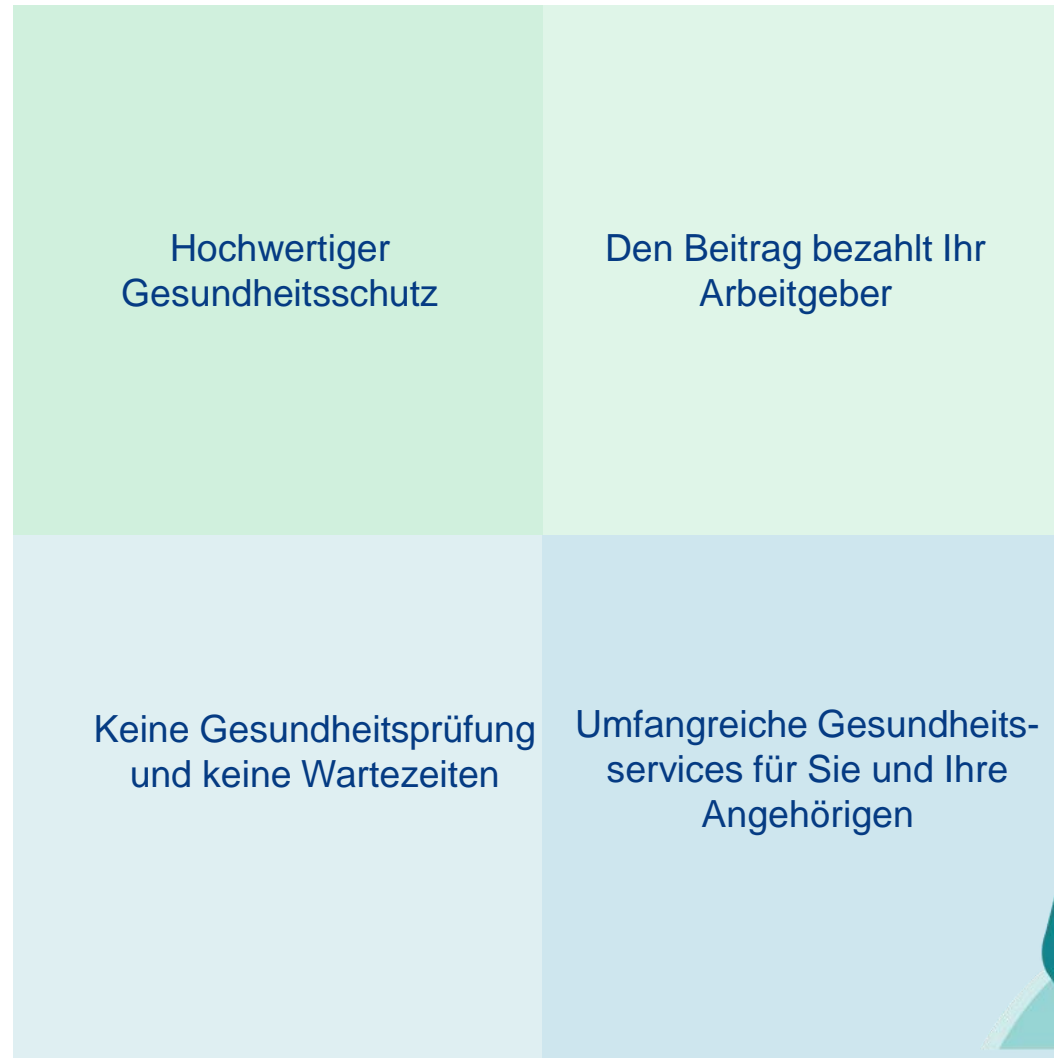 Hochwertiger
Gesundheitsschutz
Den Beitrag bezahlt Ihr
Arbeitgeber
Keine Gesundheitsprüfung
und keine Wartezeiten
Umfangreiche Gesundheits-
services für Sie und Ihre
Angehörigen